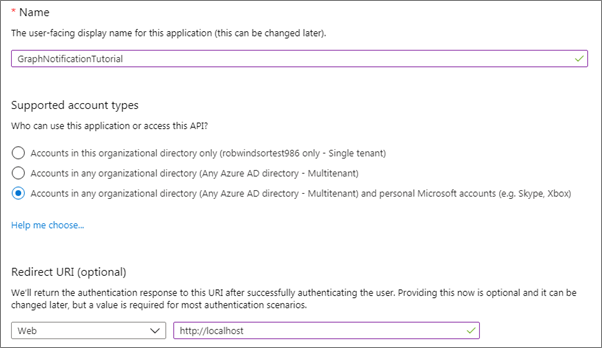 * Name
The user-facing display name for this application (this can be changed later).
GraphNotificationTutorial
Supported account types
Who can use this application or access this API?
Accounts in this organizational directory only (robwindsortest986 only - Single tenant)
Accounts in any organizational directory (Any Azure AD directory - Multitenant)
Accounts in any organizational directory (Any Azure AD directory - Multitenant) and personal Microsoft accounts (e.g. Skype, Xbox)
Help me choose...
Redirect URI (optional)
We'll return the authentication response to this URI after successfully authenticating the user. Providing this now is optional and it can be
changed later, but a value is required for most authentication scenarios.
Web http://localhost